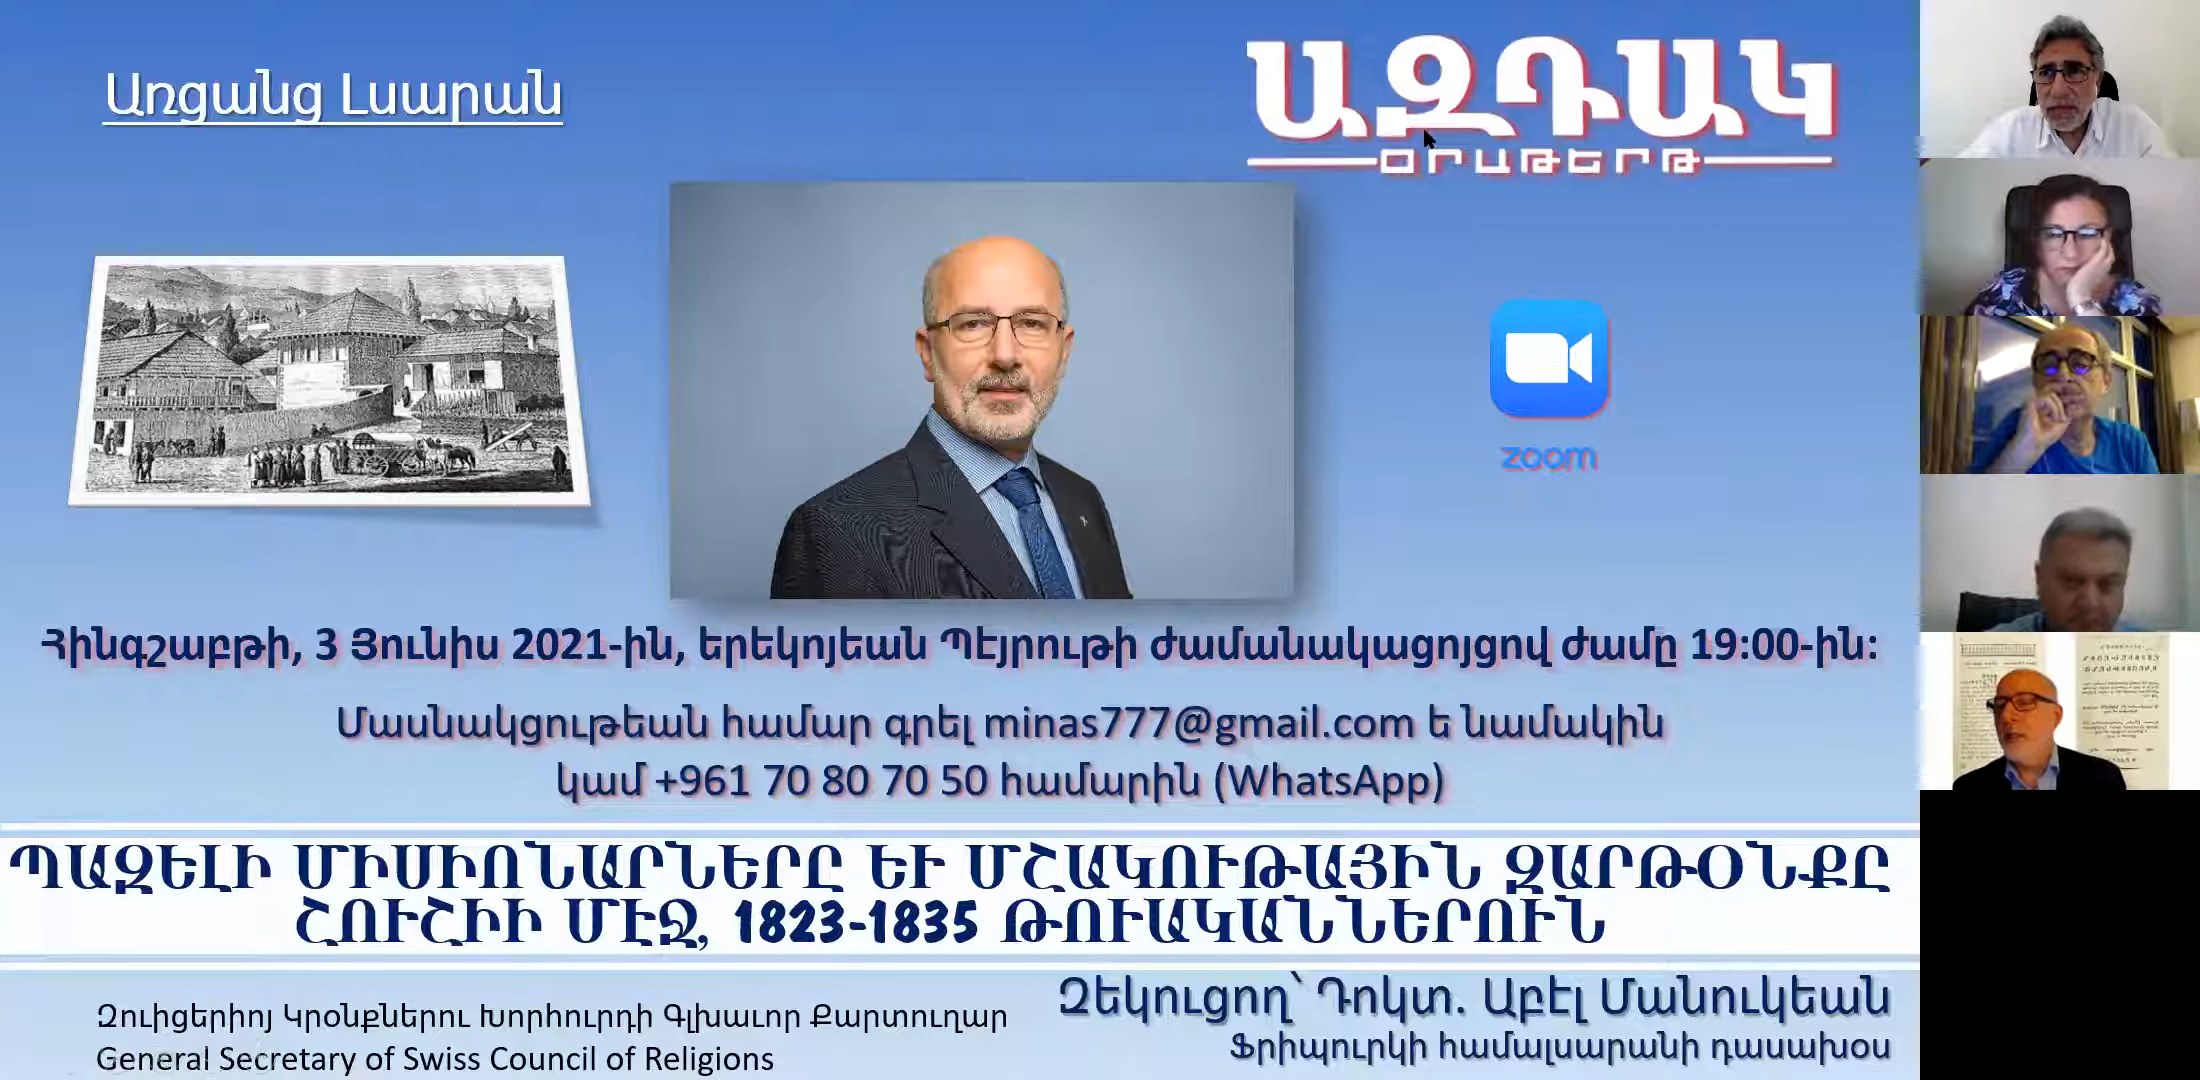 Առցանց Լսարան
ԱԶԴԱԿ
ՕՐԱԹԵՐԹ
zoom
Հինգշաբթի, 3 Յունիս 2021-ին, երեկոյեան Պէյրութի ժամանակացոյցով ժամը 19:00-ին:
Մասնակցութեան համար գրել minas777@gmail.com ե նամակին
կամ +961 70 80 70 50 համարին (WhatsApp)
ՊԱԶԵԼԻ ՄԻՍԻՈՆԱՐՆԵՐԸ ԵՒ ՄՇԱԿՈՒԹԱՅԻՆ ԶԱՐԹՕՆՔԸ
ՇՈՒՇԻԻ ՄԷՋ, 1823-1835 ԹՈՒԱԿԱՆՆԵՐՈՒՆ
Զեկուցող՝ Դոկտ. Աբէլ Մանուկեան
Ֆրիպուրկի համալսարանի դասախօս
Զուիցերիոյ Կրօնքներու Խորհուրդի Գլխաւոր Քարտուղար
General Secretary of Swiss Council of Religions